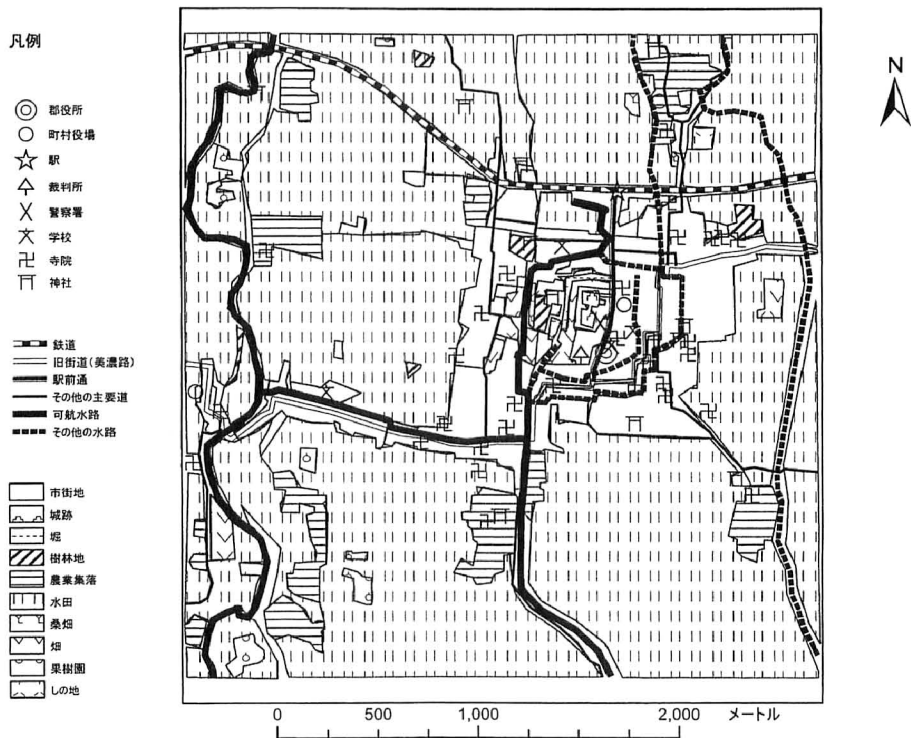 凡例
N
郡役所
町村役場
駅
裁判所
警察署
学校
寺院
神社
鉄道
旧街道(美濃路)
駅前通
その他の主要道
可航水路
その他の水路
市街地
城跡
堀
樹林地
農業集落
水田
桑畑
畑
果樹園
しの地
0 500 1,000 2,000 メートル